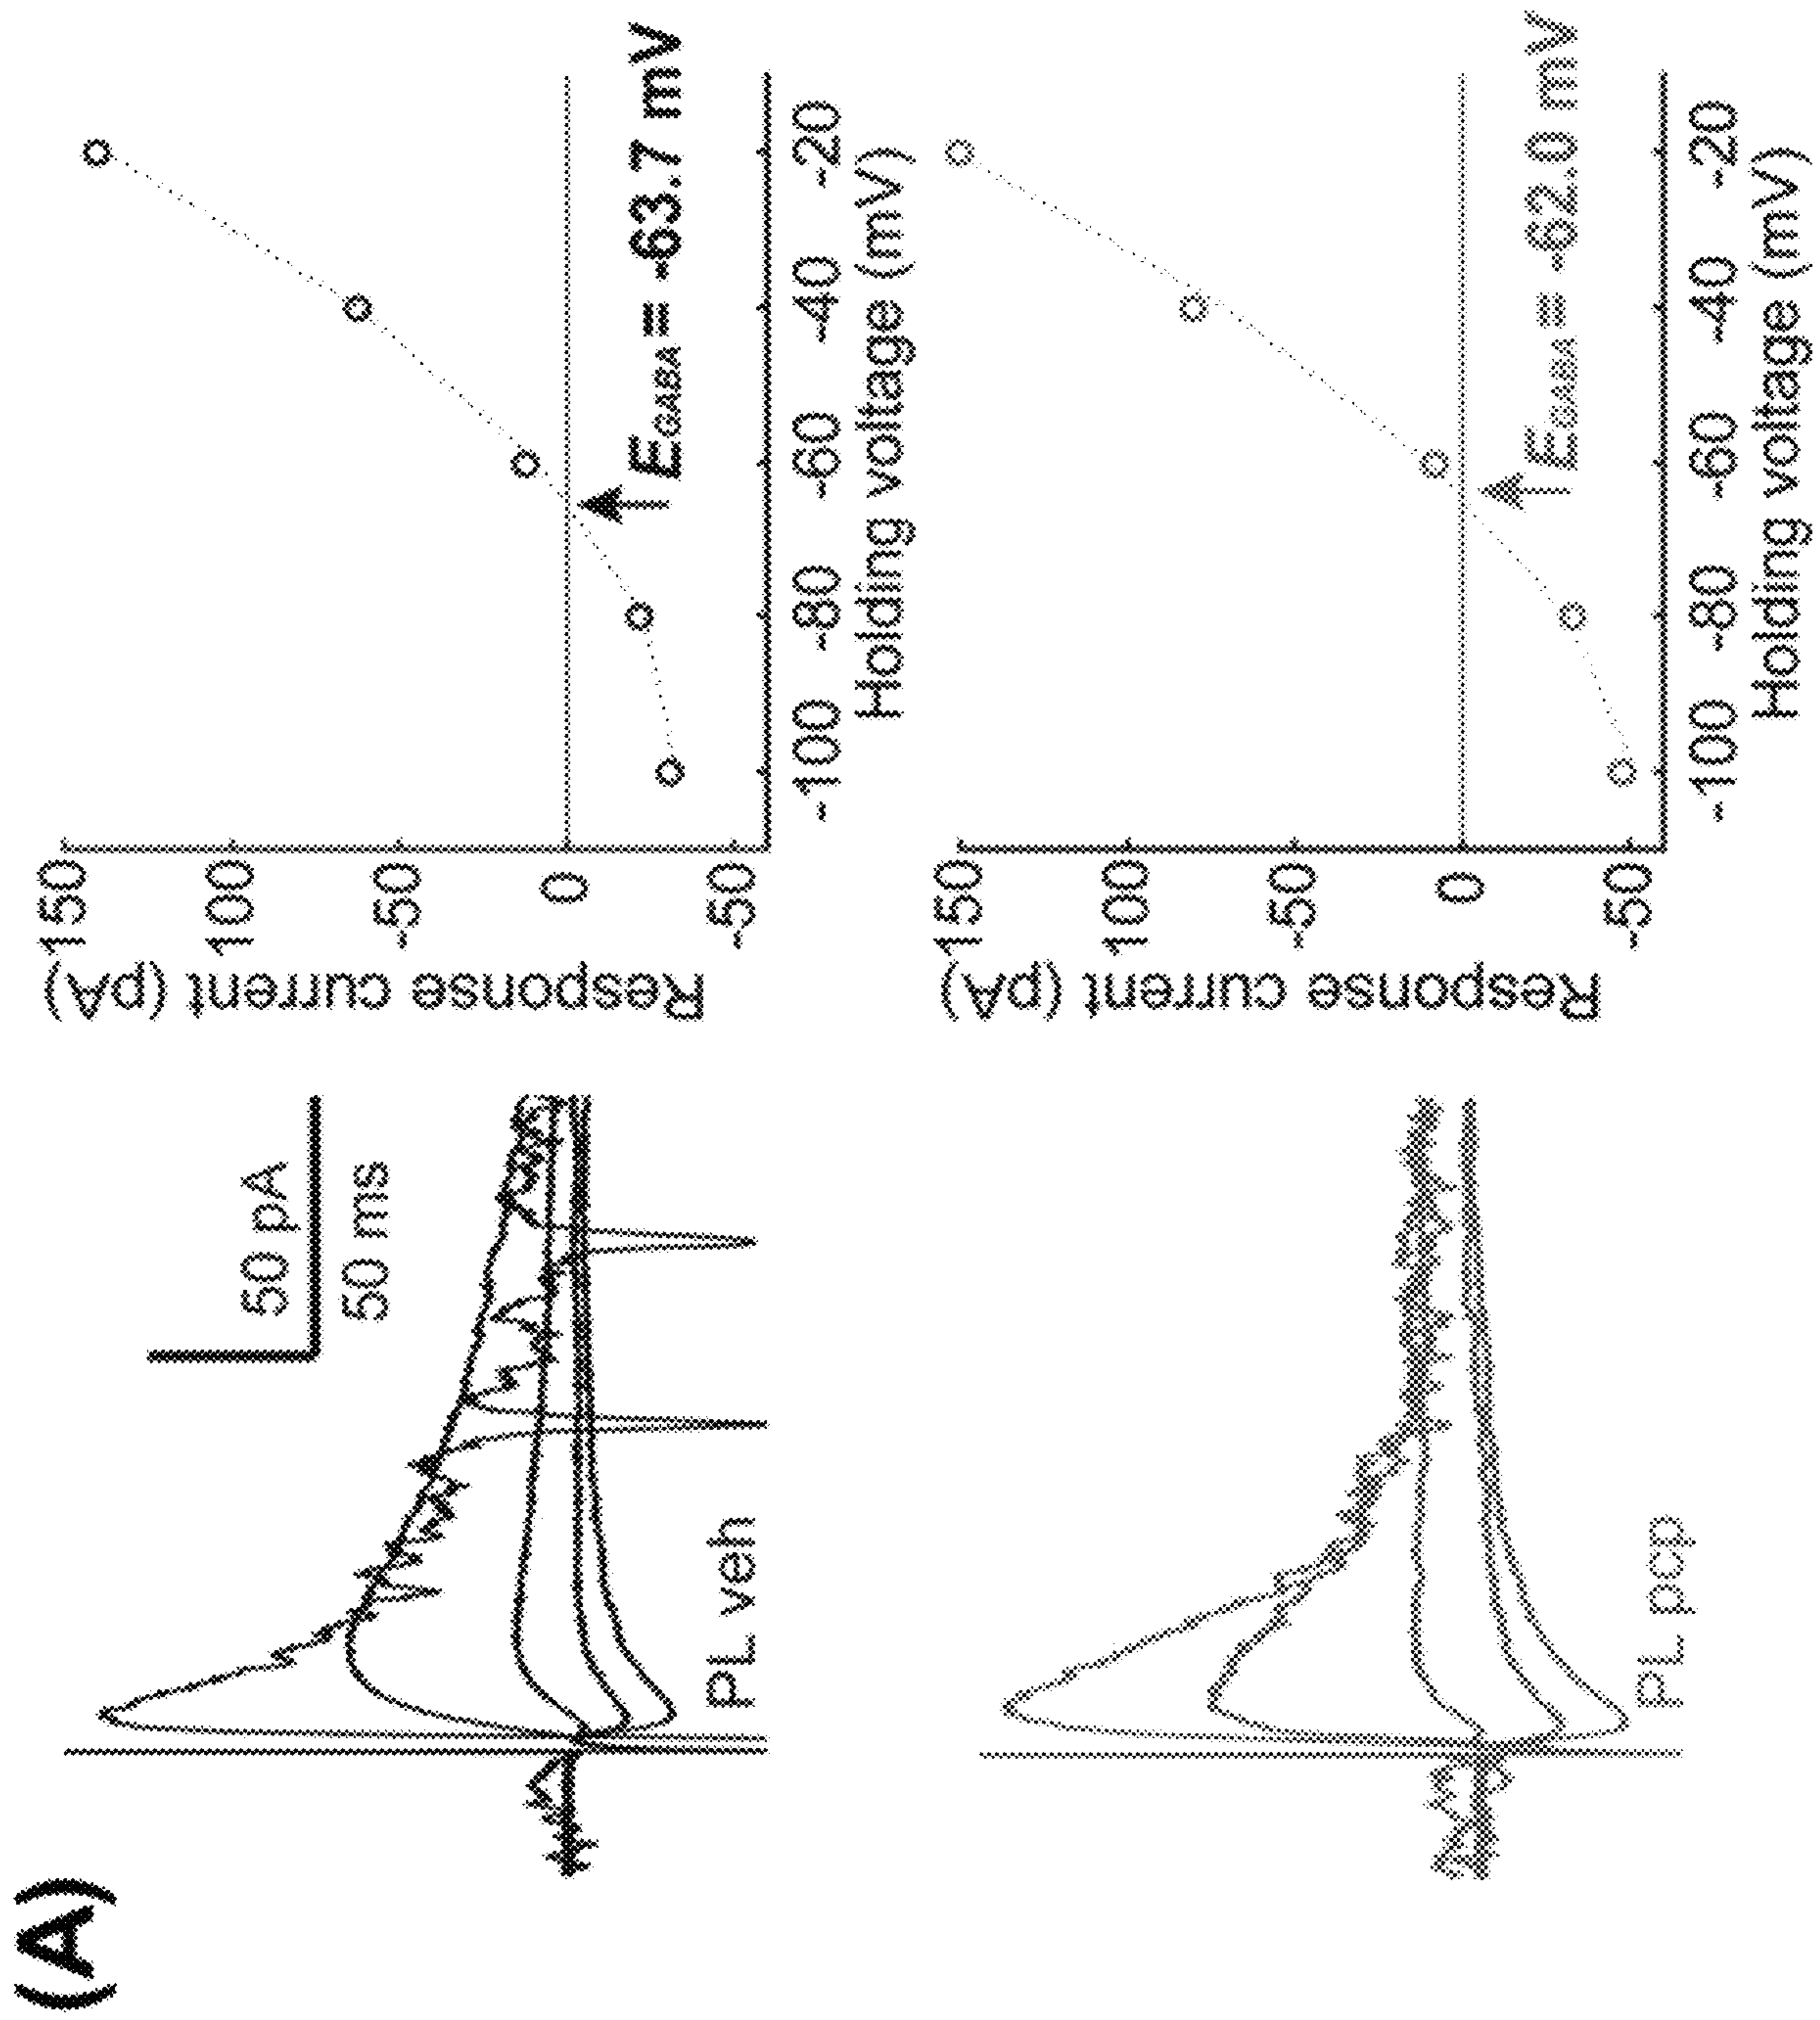 (A)
50 pA
50 ms
PL veh
Response current (pA)
150
100
-50
0
-50
E_GABA = -63.7 mV
-100 -80 -60 -40 -20
Holding voltage (mV)
PL pcp
Response current (pA)
150
100
-50
0
-50
E_GABA = -62.0 mV
-100 -80 -60 -40 -20
Holding voltage (mV)